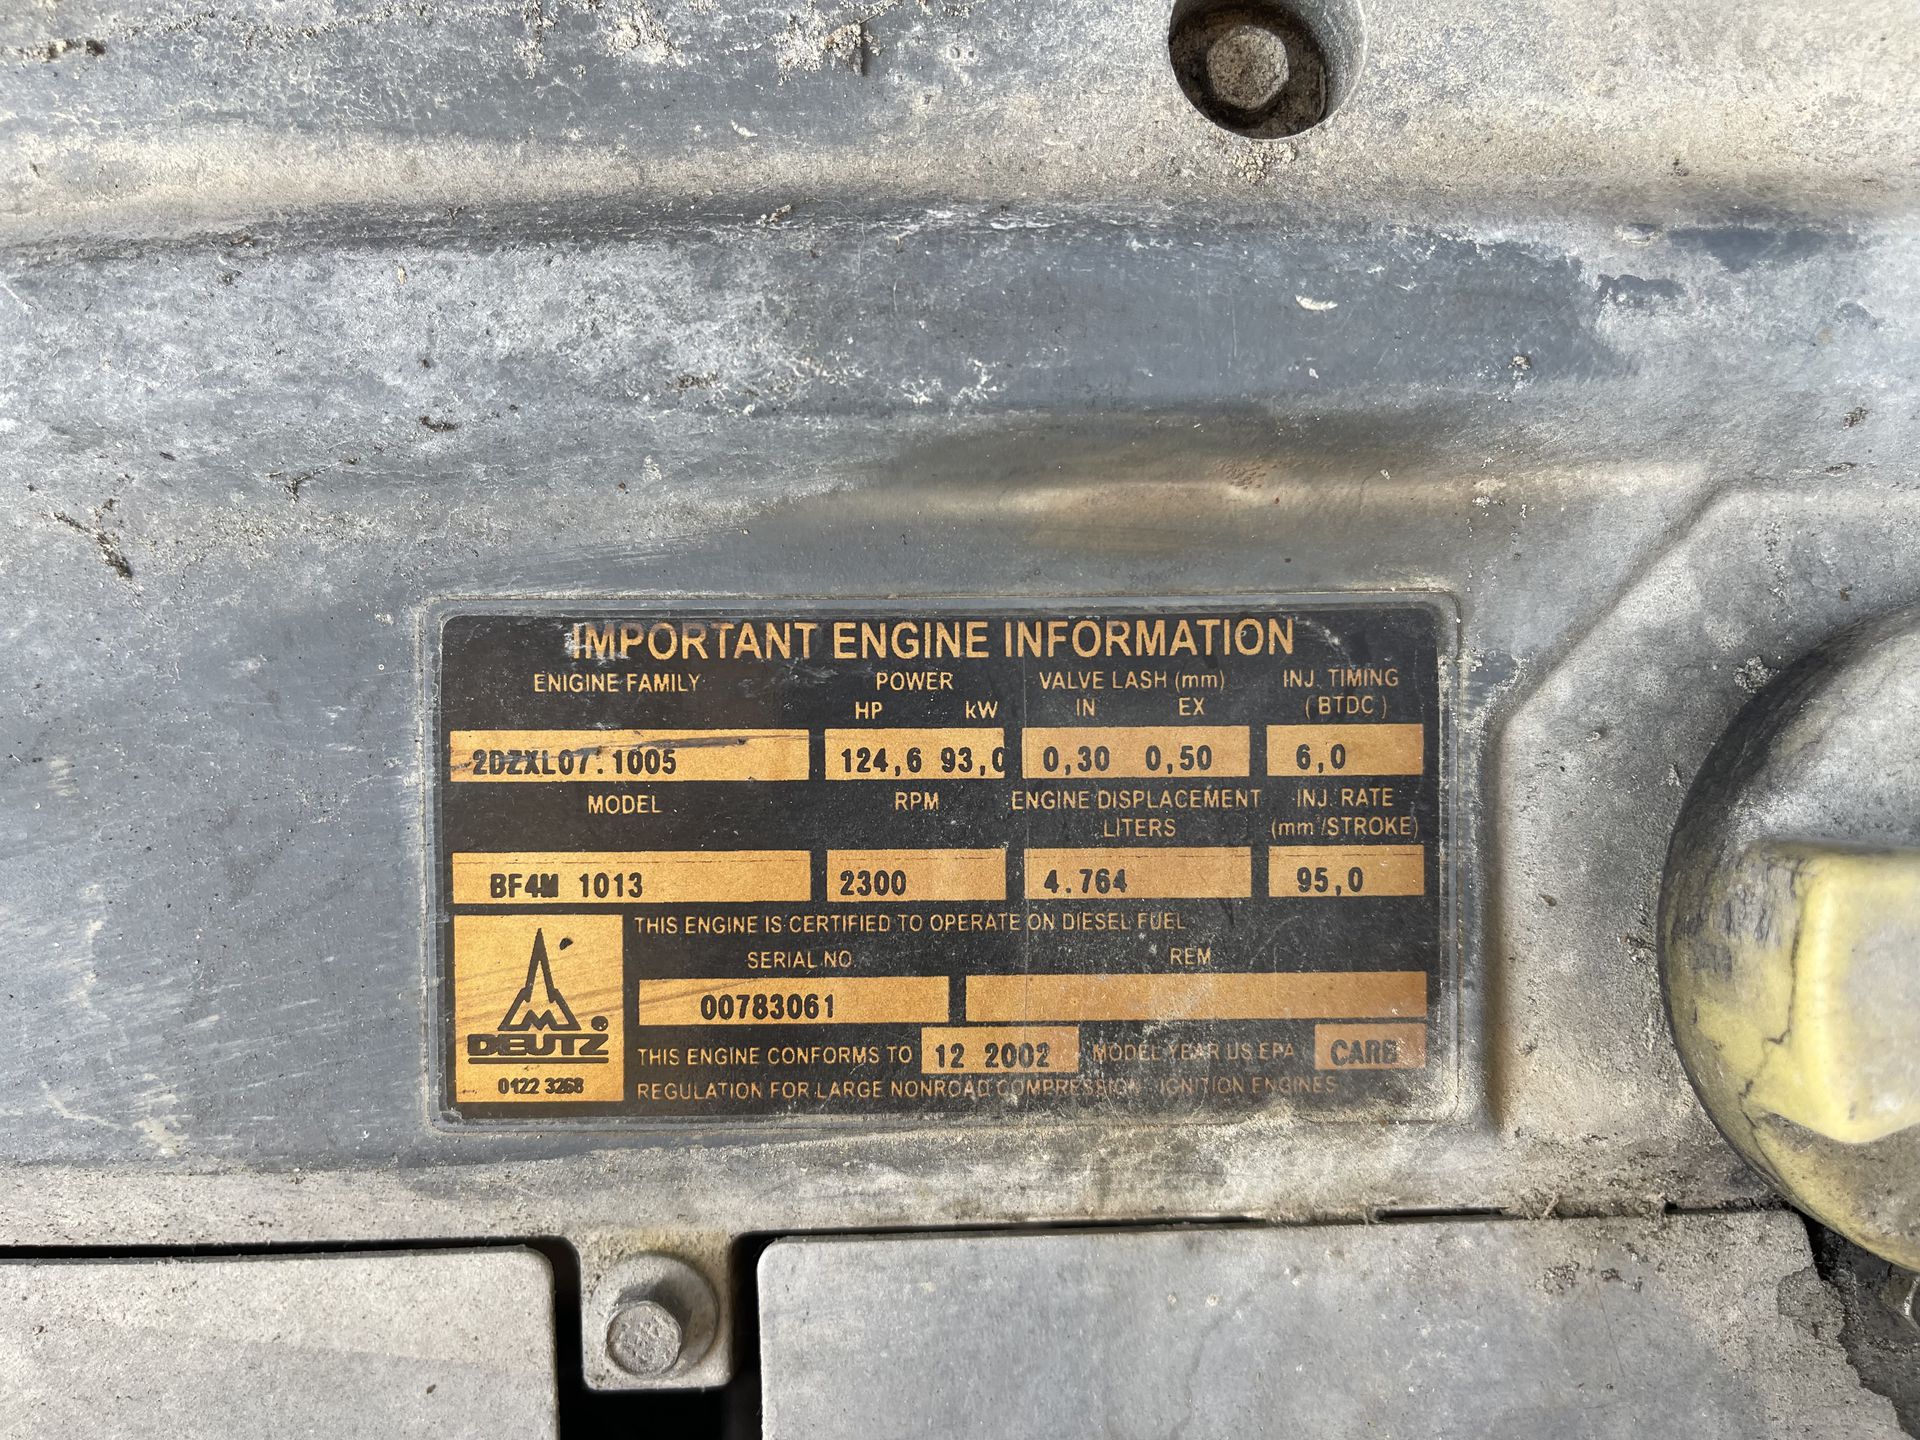 IMPORTANT ENGINE INFORMATION
ENIGINE FAMILY POWER VALVE LASH (mm) INJ. TIMING
HP kW IN EX (BTDC)
2DZXL07.1005 124,6 93,0 0,30 0,50 6,0
MODEL RPM ENGINE DISPLACEMENT INJ. RATE
LITERS (mm³/STROKE)
BF4M 1013 2300 4.764 95,0
THIS ENGINE IS CERTIFIED TO OPERATE ON DIESEL FUEL
SERIAL NO. REM
00783061
DEUTZ®
0122 3268
THIS ENGINE CONFORMS TO 12 2002 MODEL YEAR US EPA CARB
REGULATION FOR LARGE NONROAD COMPRESSION IGNITION ENGINES